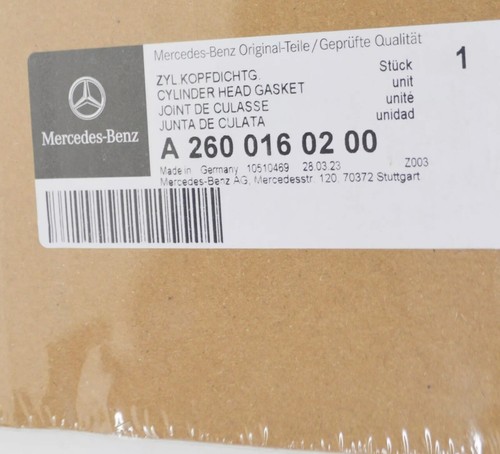 Mercedes-Benz
Mercedes-Benz Original-Teile/Geprüfte Qualität
ZYL KOPFDICHTG.
CYLINDER HEAD GASKET
JOINT DE CULASSE
JUNTA DE CULATA
Stück
unit
unité
unidad
1
A 260 016 02 00
Made in Germany 10510469 28.03.23 Z003
Mercedes-Benz AG, Mercedesstr. 120, 70372 Stuttgart